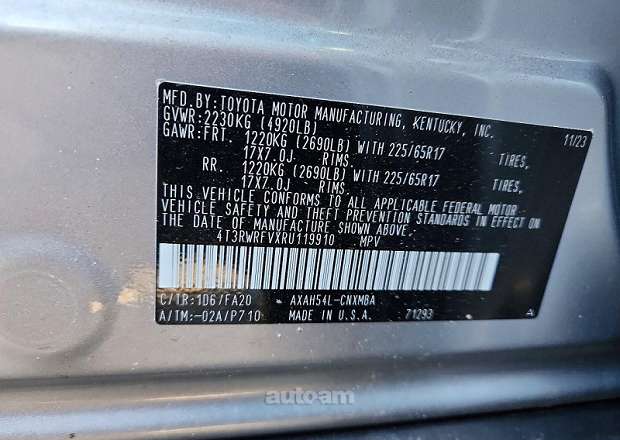 MFD.BY:TOYOTA MOTOR MANUFACTURING, KENTUCKY, INC.
GVWR:2230KG (4920LB) 11/23
GAWR:FRT. 1220KG (2690LB) WITH 225/65R17 TIRES,
17X7.0J RIMS,
RR. 1220KG (2690LB) WITH 225/65R17 TIRES,
17X7.0J RIMS.
THIS VEHICLE CONFORMS TO ALL APPLICABLE FEDERAL MOTOR
VEHICLE SAFETY AND THEFT PREVENTION STANDARDS IN EFFECT ON
THE DATE OF MANUFACTURE SHOWN ABOVE.
4T3RWRFVXRU119910 MPV
C/TR:1D6/FA20 AXAH54L-CNXMBA
A/TM:-02A/P710 MADE IN U.S.A. 71293 A
autoam